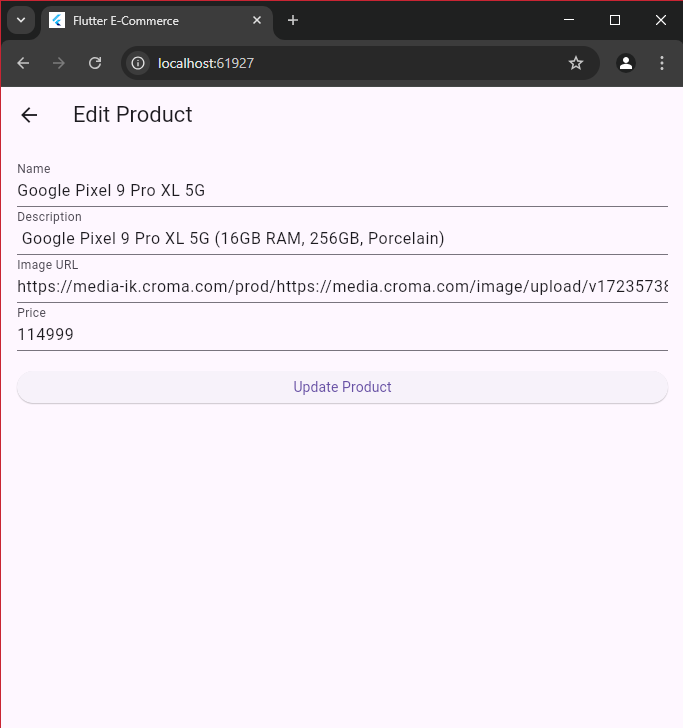 Flutter E-Commerce
localhost:61927
Edit Product
Name
Google Pixel 9 Pro XL 5G
Description
Google Pixel 9 Pro XL 5G (16GB RAM, 256GB, Porcelain)
Image URL
https://media-ik.croma.com/prod/https://media.croma.com/image/upload/v17235738
Price
114999
Update Product